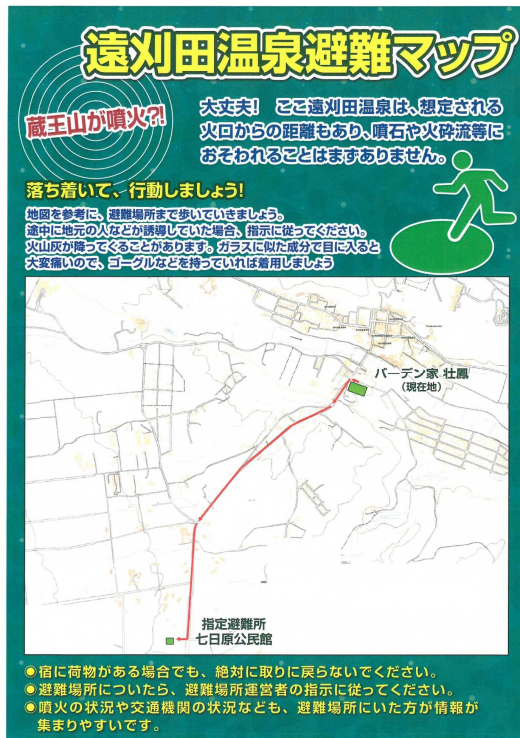 遠刈田温泉避難マップ
蔵王山が噴火?!
大丈夫! ここ遠刈田温泉は、想定される
火口からの距離もあり、噴石や火砕流等に
おそわれることはまずありません。
落ち着いて、行動しましょう!
地図を参考に、避難場所まで歩いていきましょう。
途中に地元の人などが誘導していた場合、指示に従ってください。
火山灰が降ってくることがあります。ガラスに似た成分で目に入ると
大変痛いので、ゴーグルなどを持っていれば着用しましょう
バーデン家 壮鳳
(現在地)
指定避難所
七日原公民館
●宿に荷物がある場合でも、絶対に取りに戻らないでください。
●避難場所についたら、避難場所運営者の指示に従ってください。
●噴火の状況や交通機関の状況なども、避難場所にいた方が情報が
集まりやすいです。